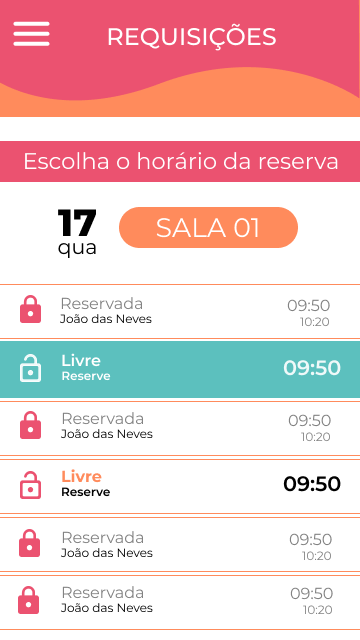 REQUISIÇÕES
Escolha o horário da reserva
17
qua
SALA 01
Reservada
João das Neves
09:50
10:20
Livre
Reserve
09:50
Reservada
João das Neves
09:50
10:20
Livre
Reserve
09:50
Reservada
João das Neves
09:50
10:20
Reservada
João das Neves
09:50
10:20